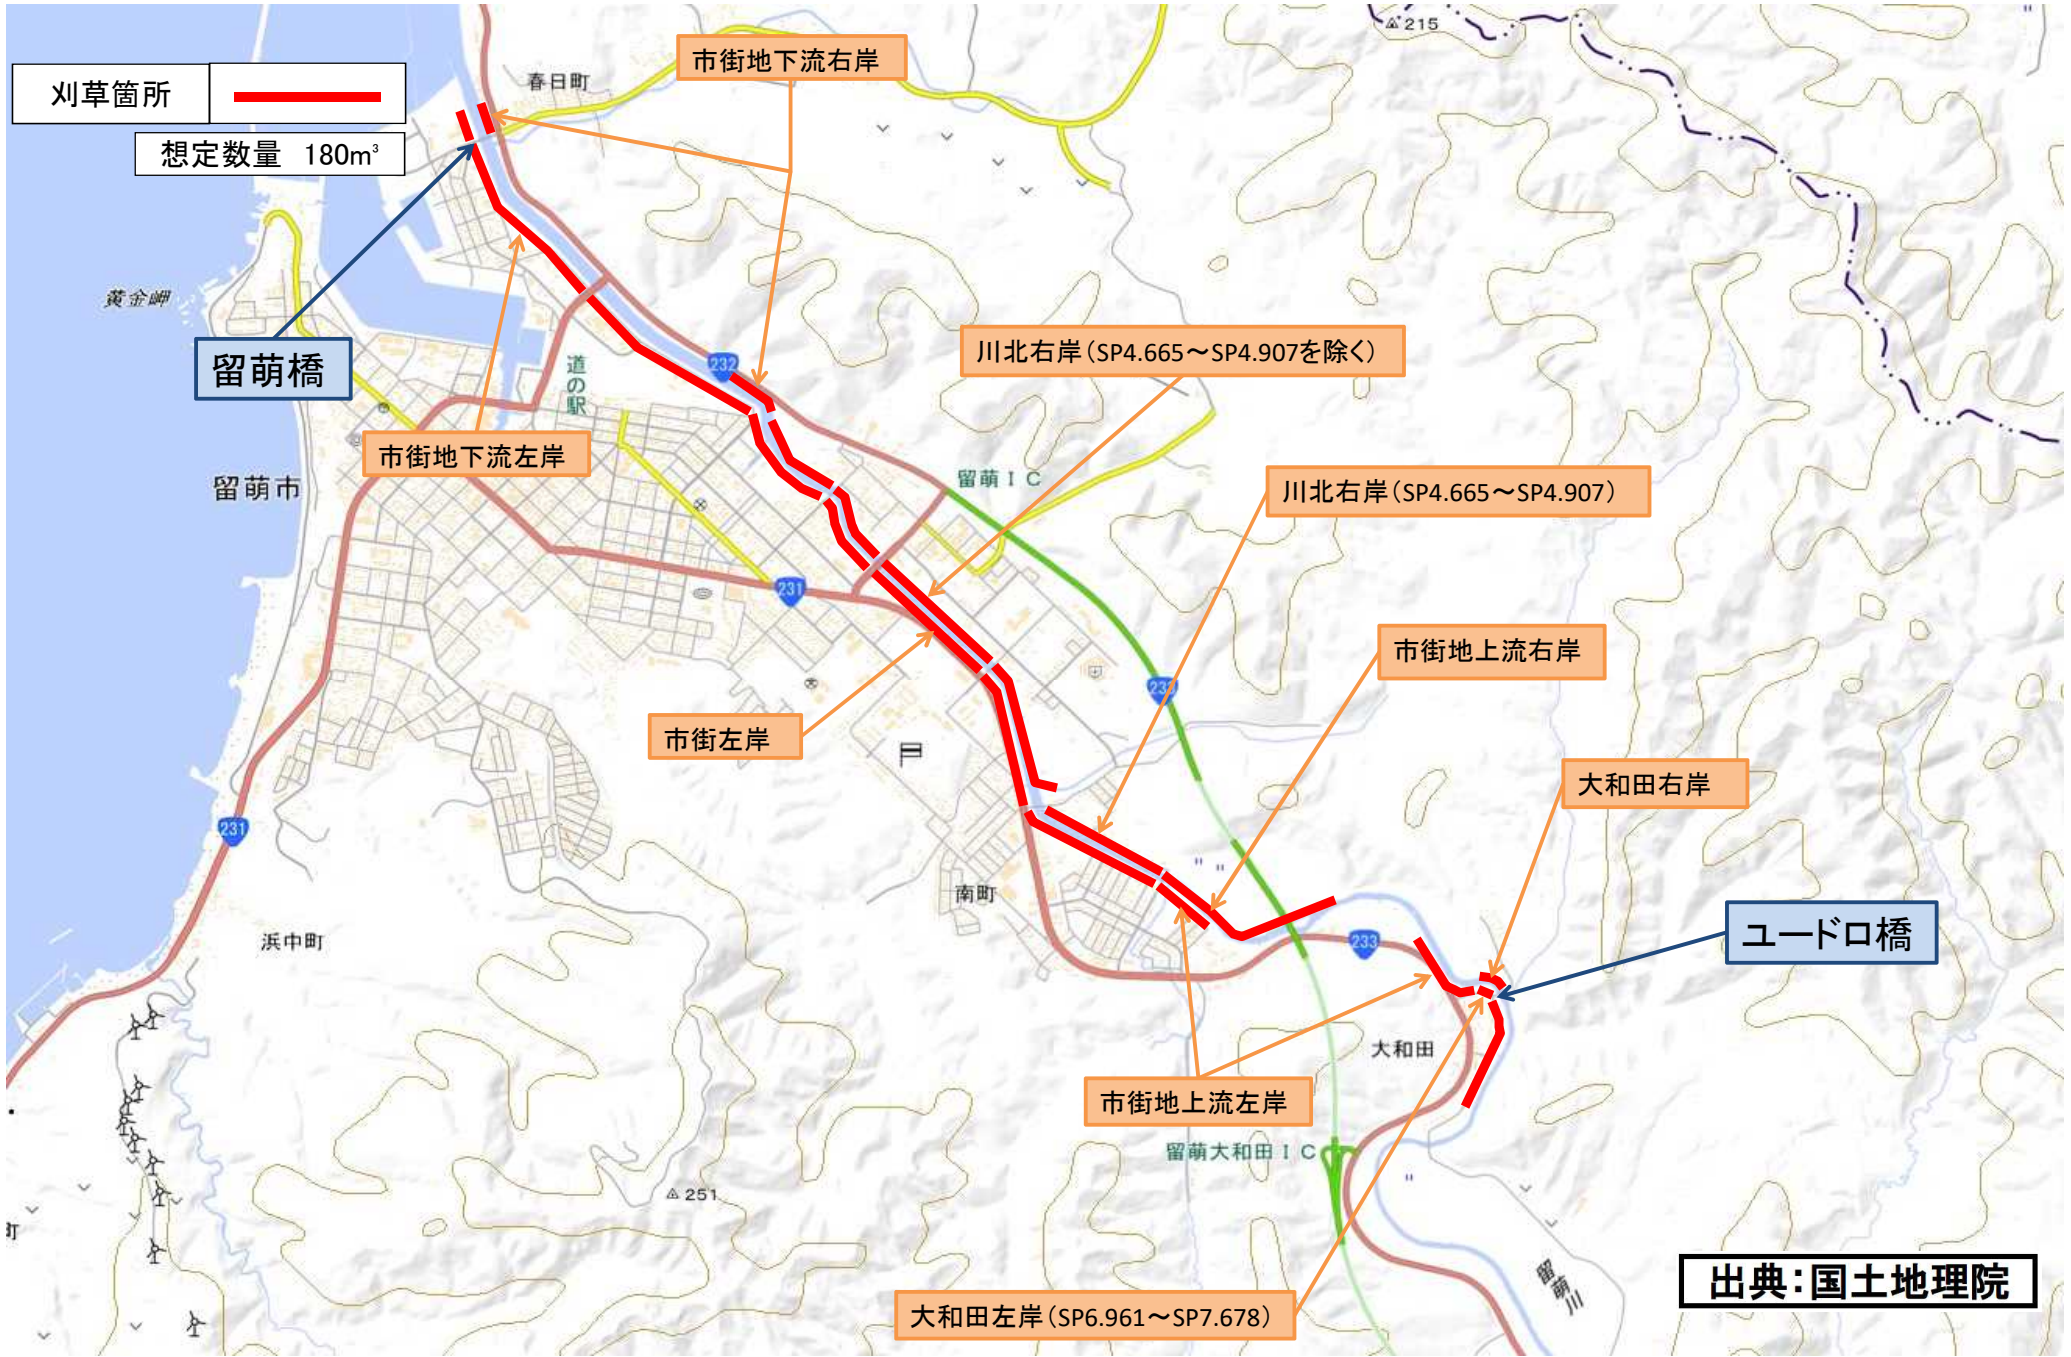 刈草箇所
想定数量 180m³
市街地下流右岸
春日町
215
黄金岬
留萌橋
道の駅
232
川北右岸(SP4.665～SP4.907を除く)
市街地下流左岸
留萌市
留萌IC
川北右岸(SP4.665～SP4.907)
231
市街地上流右岸
市街左岸
大和田右岸
231
南町
浜中町
233
ユードロ橋
大和田
市街地上流左岸
留萌大和田IC
251
町
留萌川
大和田左岸(SP6.961～SP7.678)
出典:国土地理院